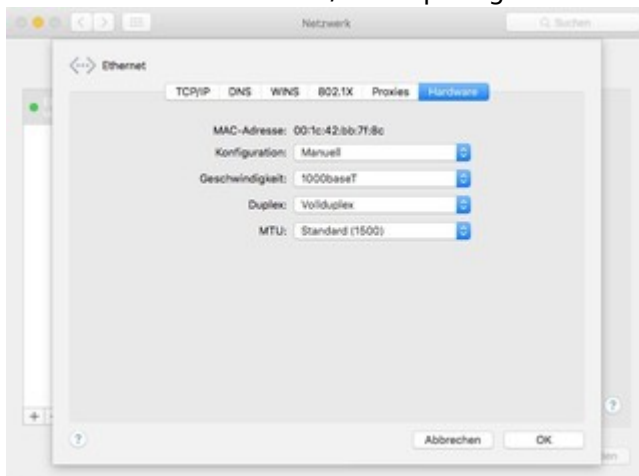 Netzwerk
Suchen
Ethernet
TCP/IP DNS WINS 802.1X Proxies Hardware
MAC-Adresse: 00:1c:42:bb:7f:8c
Konfiguration: Manuell
Geschwindigkeit: 1000baseT
Duplex: Vollduplex
MTU: Standard (1500)
+
?
?
Abbrechen OK